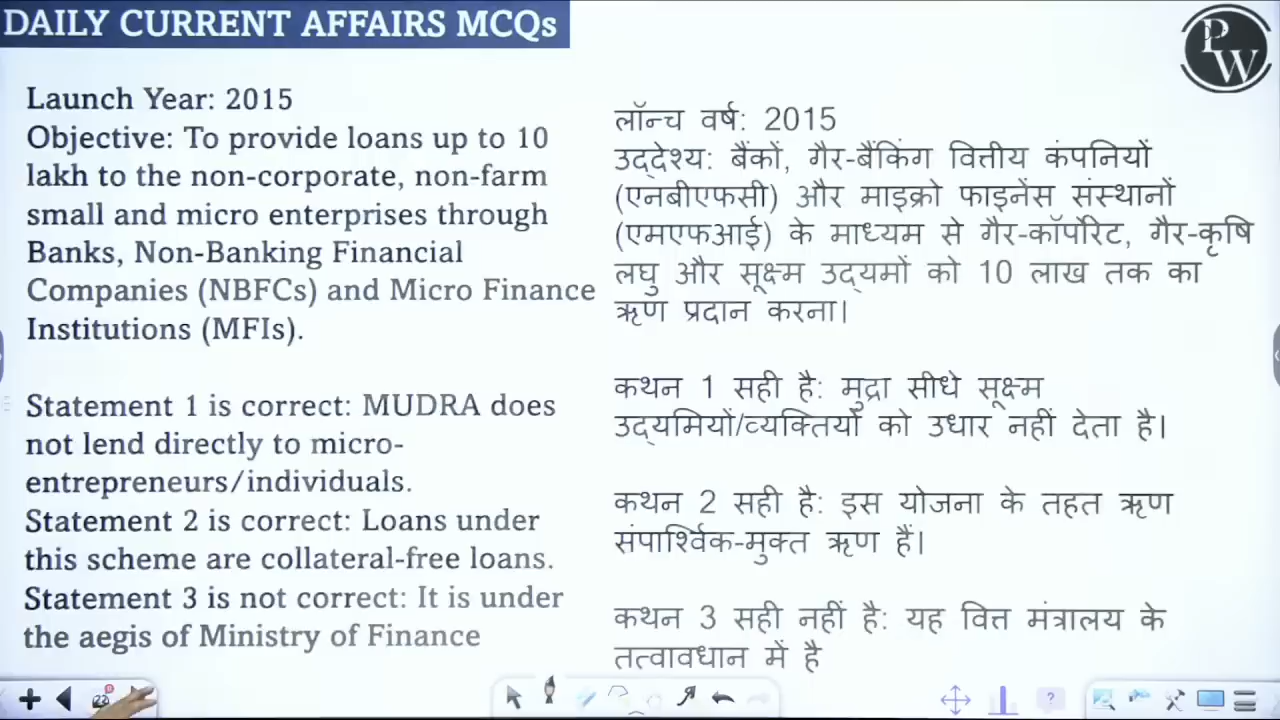 DAILY CURRENT AFFAIRS MCQs
PW
Launch Year: 2015
Objective: To provide loans up to 10
lakh to the non-corporate, non-farm
small and micro enterprises through
Banks, Non-Banking Financial
Companies (NBFCs) and Micro Finance
Institutions (MFIs).
Statement 1 is correct: MUDRA does
not lend directly to micro-
entrepreneurs/individuals.
Statement 2 is correct: Loans under
this scheme are collateral-free loans.
Statement 3 is not correct: It is under
the aegis of Ministry of Finance
लॉन्च वर्ष: 2015
उद्देश्य: बैंकों, गैर-बैंकिंग वित्तीय कंपनियों
(एनबीएफसी) और माइक्रो फाइनेंस संस्थानों
(एमएफआई) के माध्यम से गैर-कॉर्पोरेट, गैर-कृषि
लघु और सूक्ष्म उद्यमों को 10 लाख तक का
ऋण प्रदान करना।
कथन 1 सही है: मुद्रा सीधे सूक्ष्म
उद्यमियों/व्यक्तियों को उधार नहीं देता है।
कथन 2 सही है: इस योजना के तहत ऋण
संपार्श्विक-मुक्त ऋण हैं।
कथन 3 सही नहीं है: यह वित्त मंत्रालय के
तत्वावधान में है